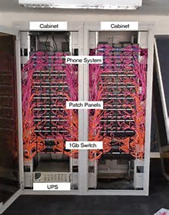 Cabinet Cabinet
Phone System
Patch Panels
1Gb Switch
UPS